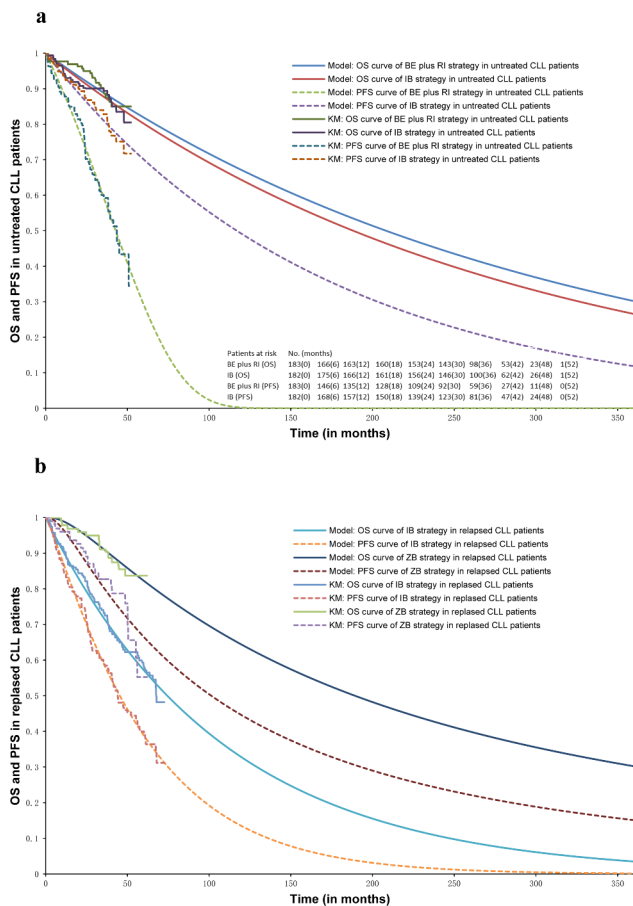 a
OS and PFS in untreated CLL patients
1
0.9
0.8
0.7
0.6
0.5
0.4
0.3
0.2
0.1
0
Model: OS curve of BE plus RI strategy in untreated CLL patients
Model: OS curve of IB strategy in untreated CLL patients
Model: PFS curve of BE plus RI strategy in untreated CLL patients
Model: PFS curve of IB strategy in untreated CLL patients
KM: OS curve of BE plus RI strategy in untreated CLL patients
KM: OS curve of IB strategy in untreated CLL patients
KM: PFS curve of BE plus RI strategy in untreated CLL patients
KM: PFS curve of IB strategy in untreated CLL patients
Patients at risk No. (months)
BE plus RI (OS) 183(0) 166(6) 163(12) 160(18) 153(24) 143(30) 98(36) 53(42) 23(48) 1(52)
IB (OS) 182(0) 175(6) 166(12) 161(18) 156(24) 146(30) 100(36) 62(42) 26(48) 1(52)
BE plus RI (PFS) 183(0) 146(6) 135(12) 128(18) 109(24) 92(30) 59(36) 27(42) 11(48) 0(52)
IB (PFS) 182(0) 168(6) 157(12) 150(18) 139(24) 123(30) 81(36) 47(42) 24(48) 0(52)
0 50 100 150 200 250 300 350
Time (in months)
b
OS and PFS in replased CLL patients
1
0.9
0.8
0.7
0.6
0.5
0.4
0.3
0.2
0.1
0
Model: OS curve of IB strategy in relapsed CLL patients
Model: PFS curve of IB strategy in relapsed CLL patients
Model: OS curve of ZB strategy in relapsed CLL patients
Model: PFS curve of ZB strategy in relapsed CLL patients
KM: OS curve of IB strategy in replased CLL patients
KM: PFS curve of IB strategy in replased CLL patients
KM: OS curve of ZB strategy in replased CLL patients
KM: PFS curve of ZB strategy in replased CLL patients
0 50 100 150 200 250 300 350
Time (in months)